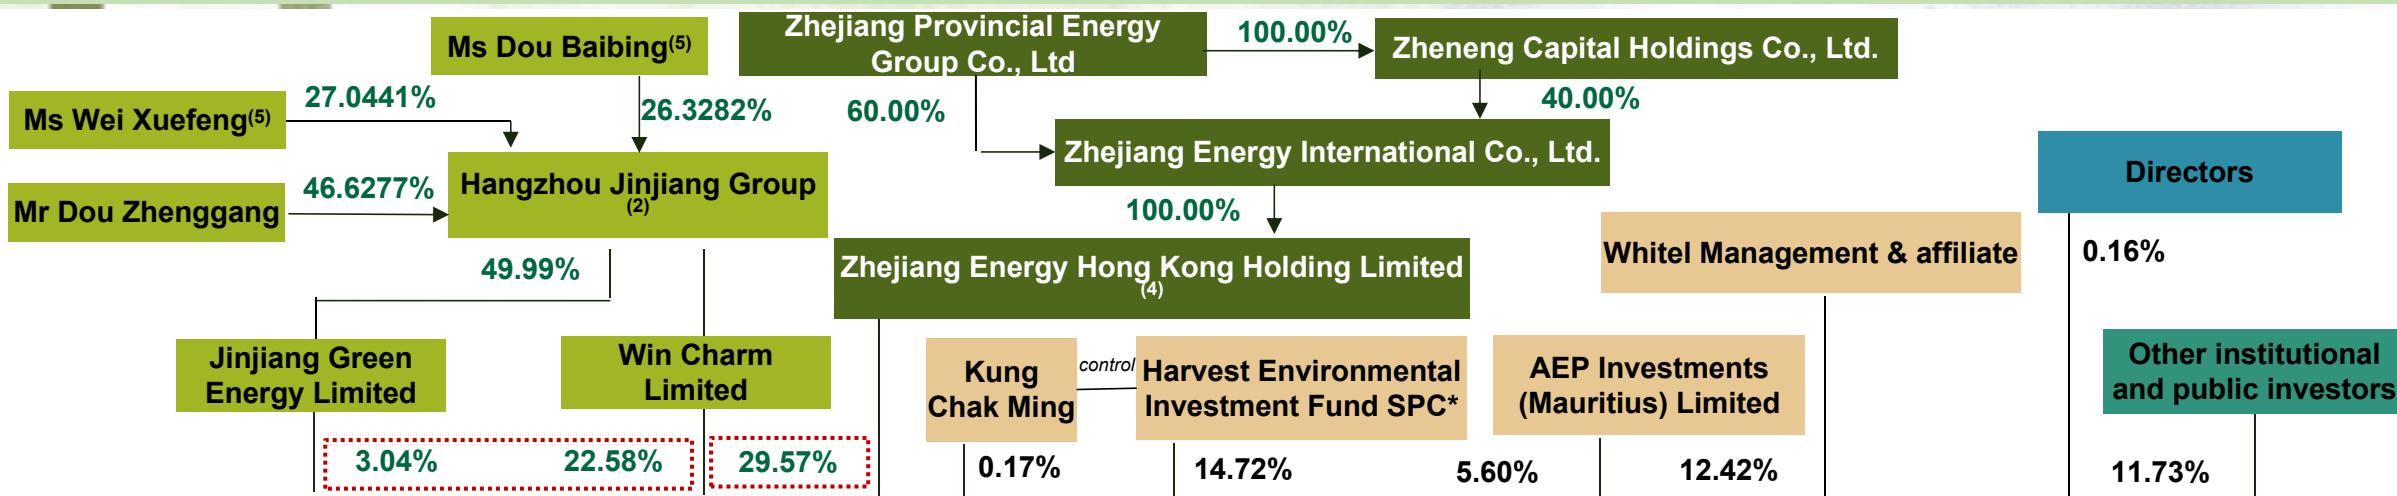 Ms Dou Baibing(5)
Zhejiang Provincial Energy
Group Co., Ltd
100.00%
Zheneng Capital Holdings Co., Ltd.
Ms Wei Xuefeng(5)
27.0441%
26.3282%
60.00%
40.00%
Zhejiang Energy International Co., Ltd.
Directors
Mr Dou Zhenggang
46.6277%
Hangzhou Jinjiang Group
(2)
100.00%
49.99%
Zhejiang Energy Hong Kong Holding Limited
(4)
Whitel Management & affiliate
0.16%
Jinjiang Green
Energy Limited
Win Charm
Limited
Kung
Chak Ming
control
Harvest Environmental
Investment Fund SPC*
AEP Investments
(Mauritius) Limited
Other institutional
and public investors
3.04%
22.58%
29.57%
0.17%
14.72%
5.60%
12.42%
11.73%